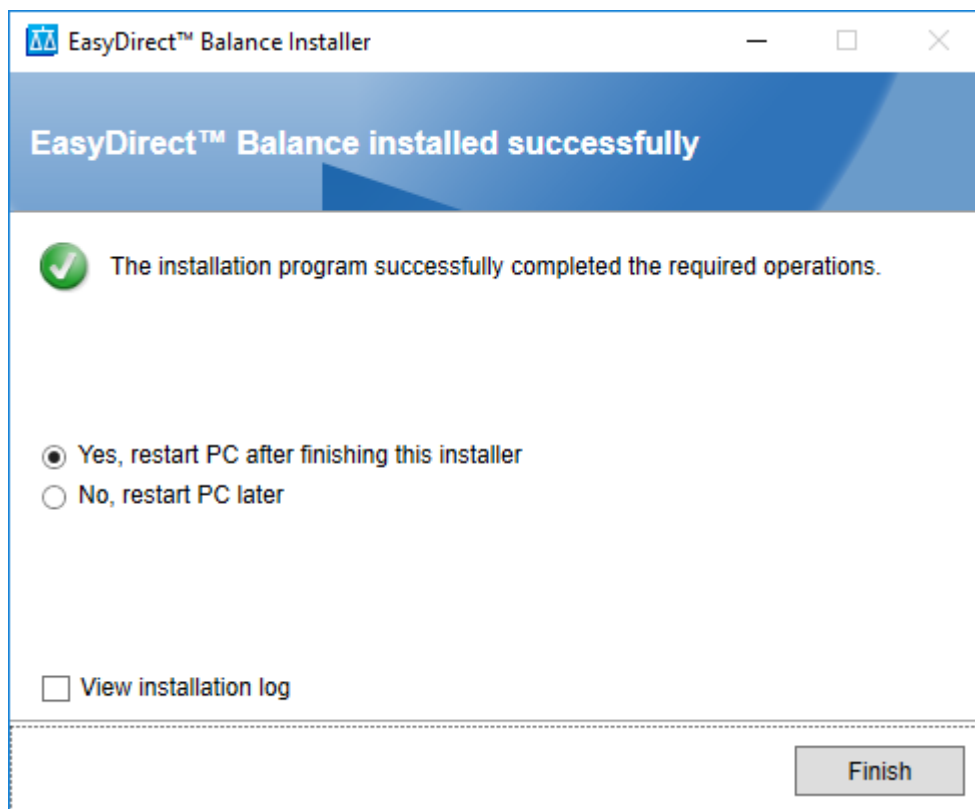 EasyDirect™ Balance Installer
EasyDirect™ Balance installed successfully
The installation program successfully completed the required operations.
Yes, restart PC after finishing this installer
No, restart PC later
View installation log
Finish